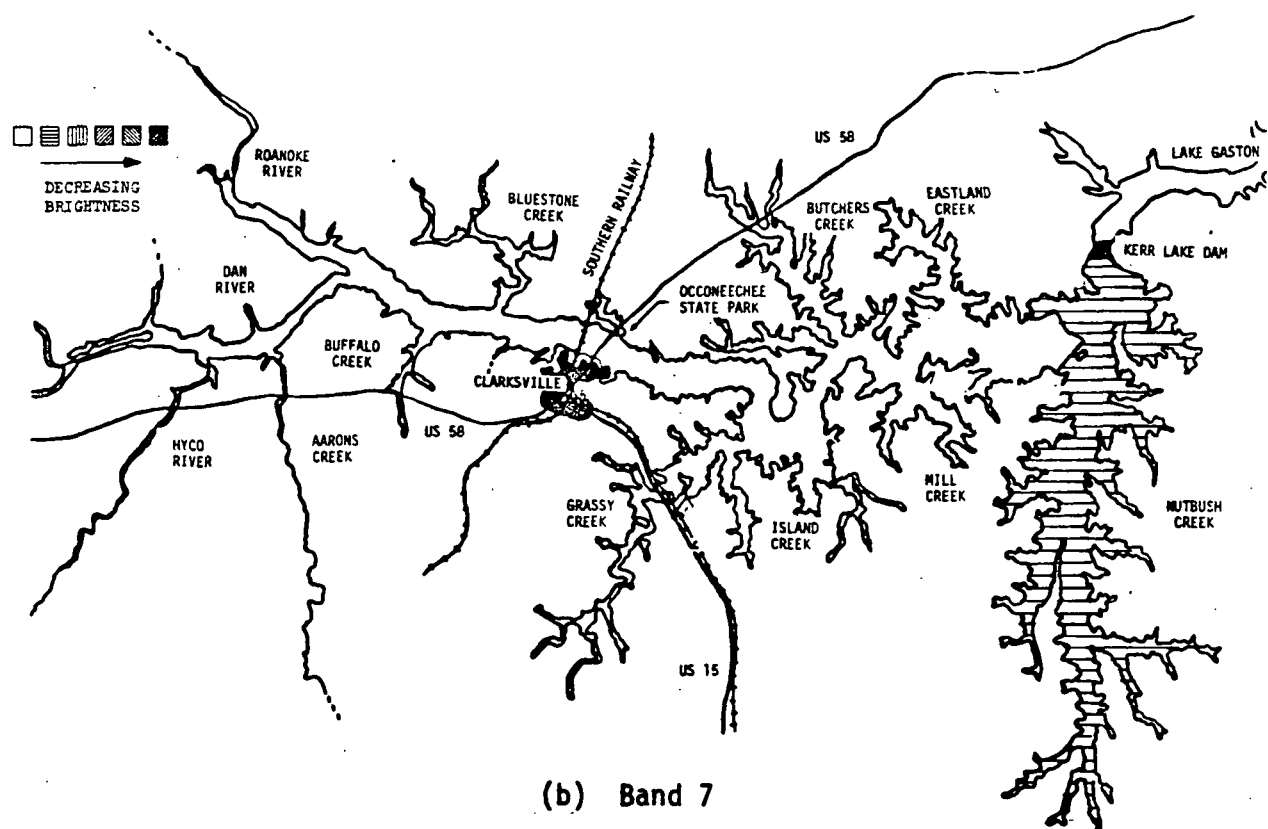 US 58
LAKE GASTON
ROANOKE
RIVER
DECREASING
BRIGHTNESS
BLUESTONE
CREEK
SOUTHERN RAILWAY
BUTCHERS
CREEK
EASTLAND
CREEK
KERR LAKE DAM
DAN
RIVER
OCCONEECHEE
STATE PARK
BUFFALO
CREEK
CLARKSVILLE
US 58
HYCO
RIVER
AARONS
CREEK
GRASSY
CREEK
ISLAND
CREEK
MILL
CREEK
NUTBUSH
CREEK
US 15
(b) Band 7